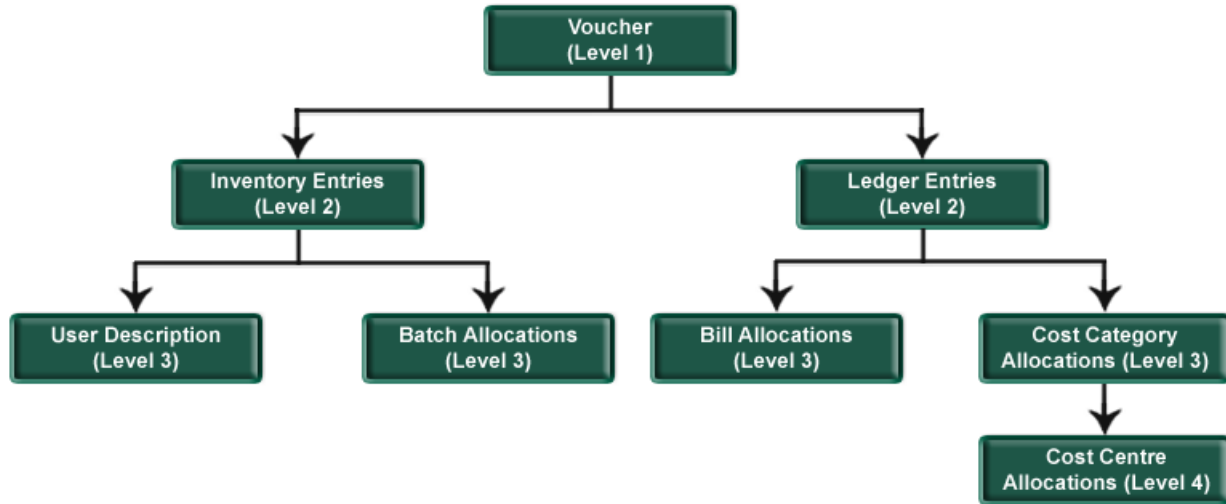 Voucher
(Level 1)
Inventory Entries
(Level 2)
Ledger Entries
(Level 2)
User Description
(Level 3)
Batch Allocations
(Level 3)
Bill Allocations
(Level 3)
Cost Category
Allocations (Level 3)
Cost Centre
Allocations (Level 4)